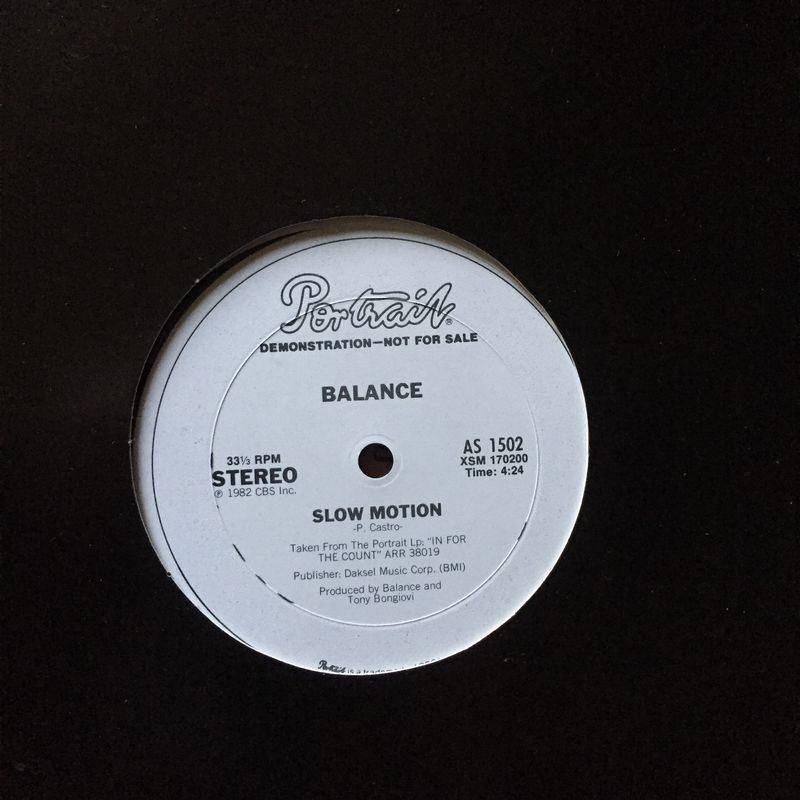 Portrait®
DEMONSTRATION—NOT FOR SALE
BALANCE
33⅓ RPM
STEREO
℗ 1982 CBS Inc.
AS 1502
XSM 170200
Time: 4:24
SLOW MOTION
-P. Castro-
Taken From The Portrait Lp: "IN FOR
THE COUNT" ARR 38019
Publisher: Daksel Music Corp. (BMI)
Produced by Balance and
Tony Bongiovi
Portrait is a